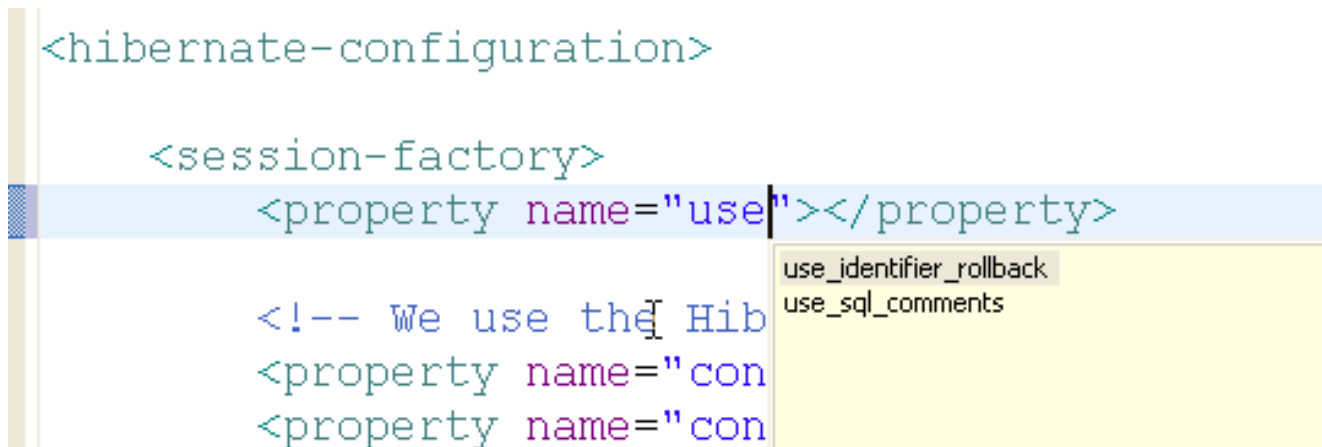 <hibernate-configuration>
<session-factory>
<property name="use"></property>
use_identifier_rollback
use_sql_comments
<!-- We use the Hib
<property name="con
<property name="con